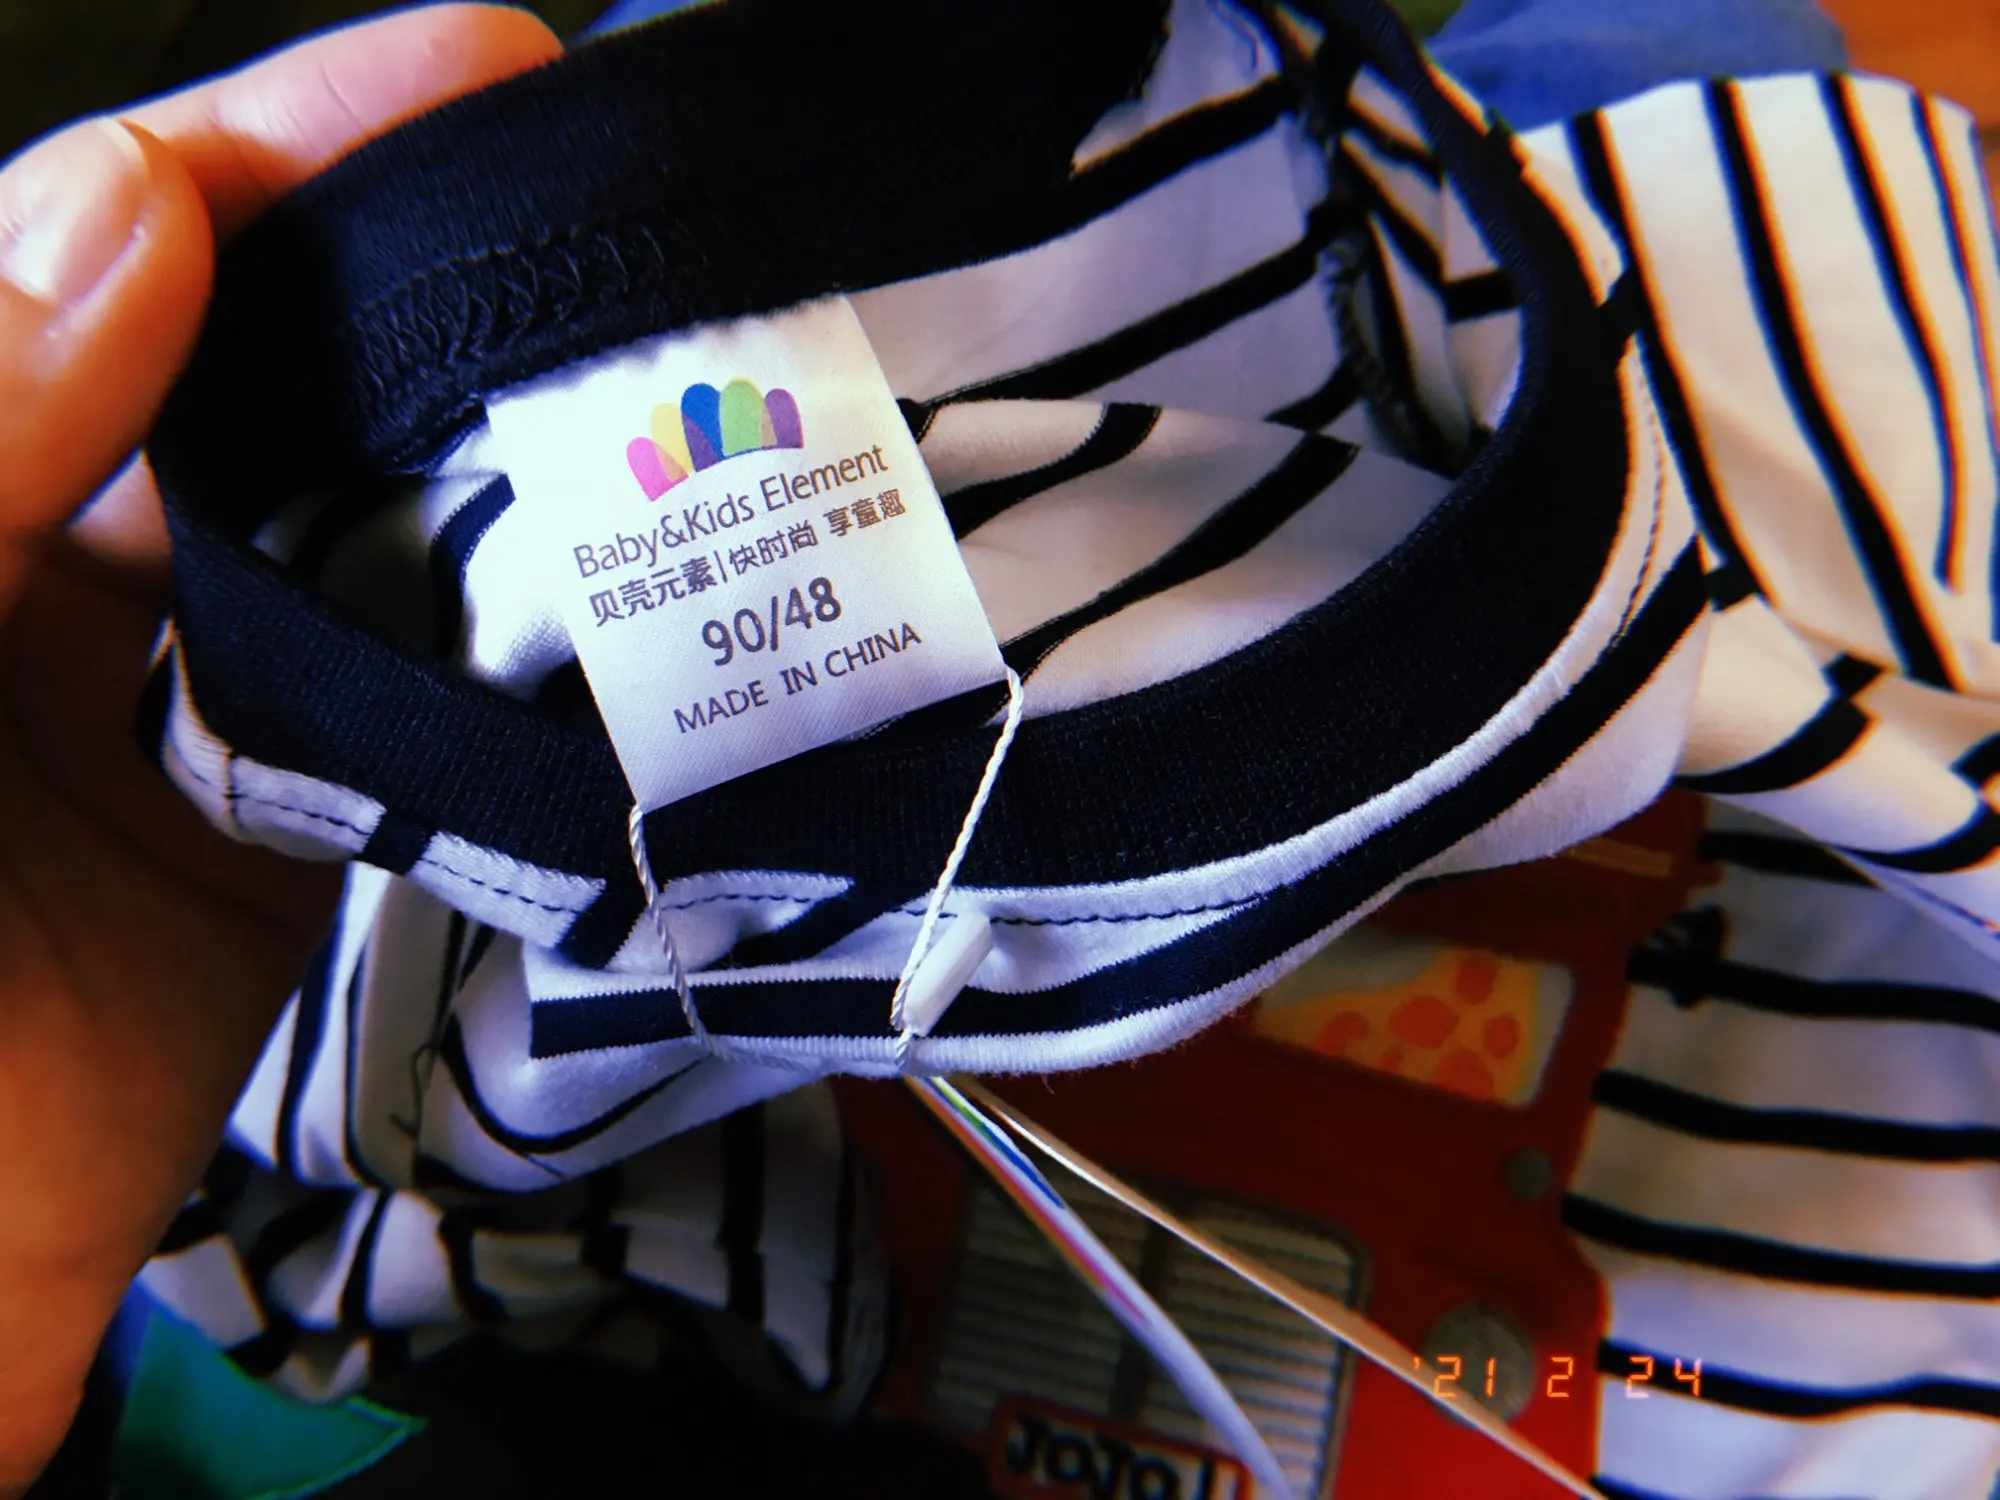 Baby&Kids Element
贝壳元素|快时尚 享童趣
90/48
MADE IN CHINA
JOJO!
'21 2 24